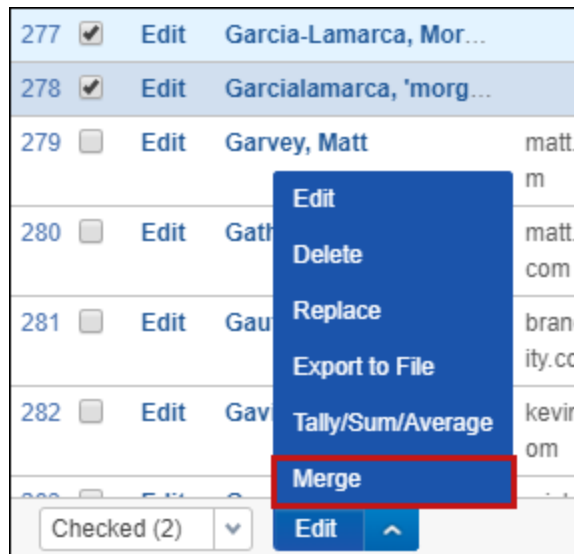 277 Edit Garcia-Lamarca, Mor...
278 Edit Garcialamarca, 'morg...
279 Edit Garvey, Matt matt.
m
Edit
280 Edit Gath matt.
com
Delete
Replace
281 Edit Gau bran
ity.co
Export to File
282 Edit Gavi kevin
om
Tally/Sum/Average
Merge
Checked (2) Edit